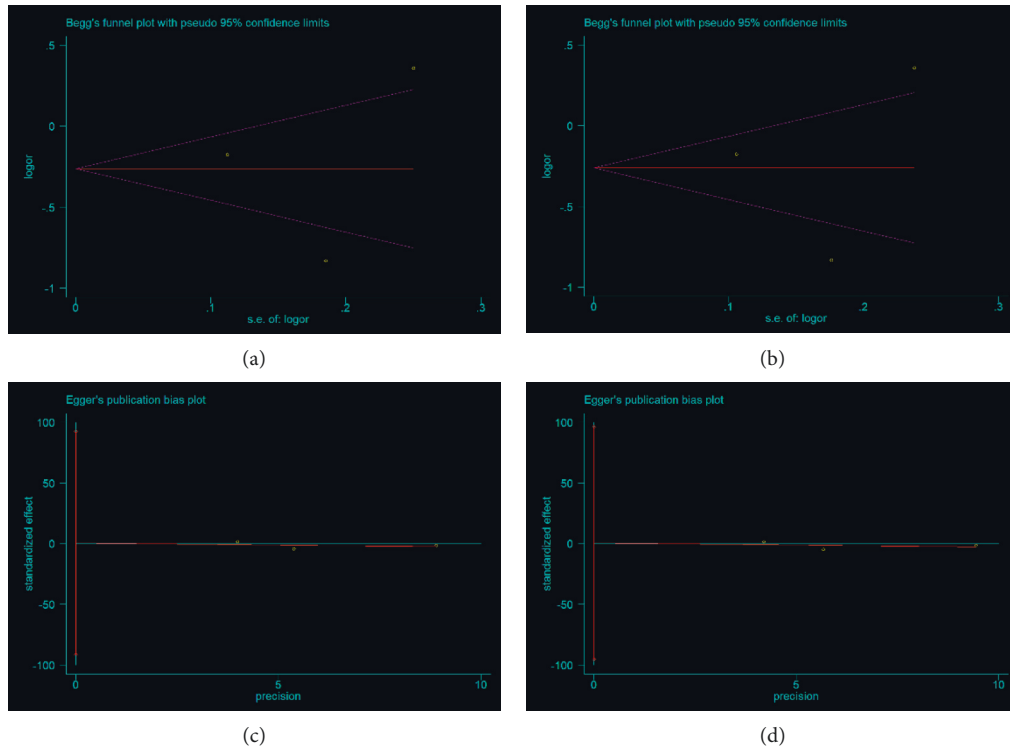 Begg's funnel plot with pseudo 95% confidence limits
.5
0
-.5
-1
logor
0
.1
.2
.3
s.e. of: logor
(a)
Begg's funnel plot with pseudo 95% confidence limits
.5
0
-.5
-1
logor
0
.1
.2
.3
s.e. of: logor
(b)
Egger's publication bias plot
100
50
0
-50
-100
standardized effect
0
5
10
precision
(c)
Egger's publication bias plot
100
50
0
-50
-100
standardized effect
0
5
10
precision
(d)